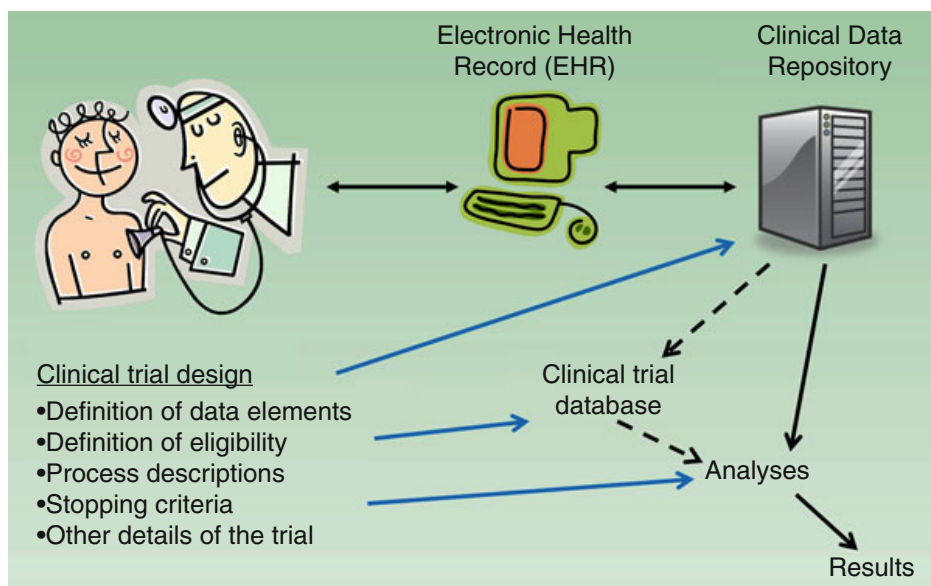 Electronic Health
Record (EHR)
Clinical Data
Repository
Clinical trial design
•Definition of data elements
•Definition of eligibility
•Process descriptions
•Stopping criteria
•Other details of the trial
Clinical trial
database
Analyses
Results